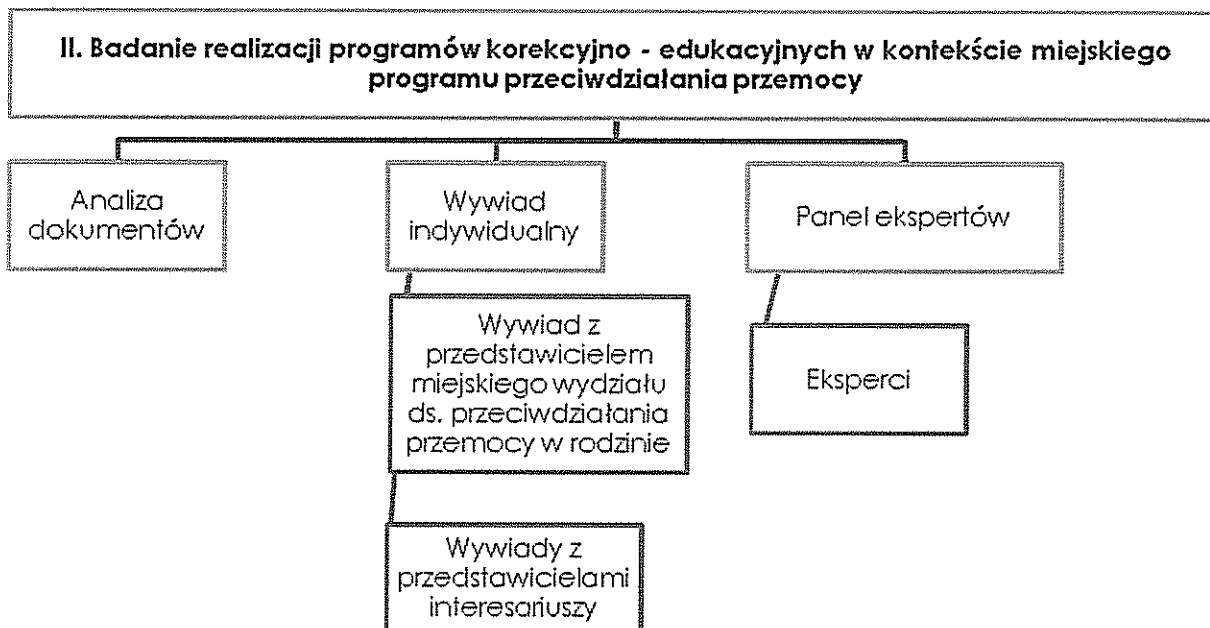 II. Badanie realizacji programów korekcyjno - edukacyjnych w kontekście miejskiego
programu przeciwdziałania przemocy
Analiza
dokumentów
Wywiad
indywidualny
Panel ekspertów
Wywiad z
przedstawicielem
miejskiego wydziału
ds. przeciwdziałania
przemocy w rodzinie
Eksperci
Wywiady z
przedstawicielami
interesariuszy